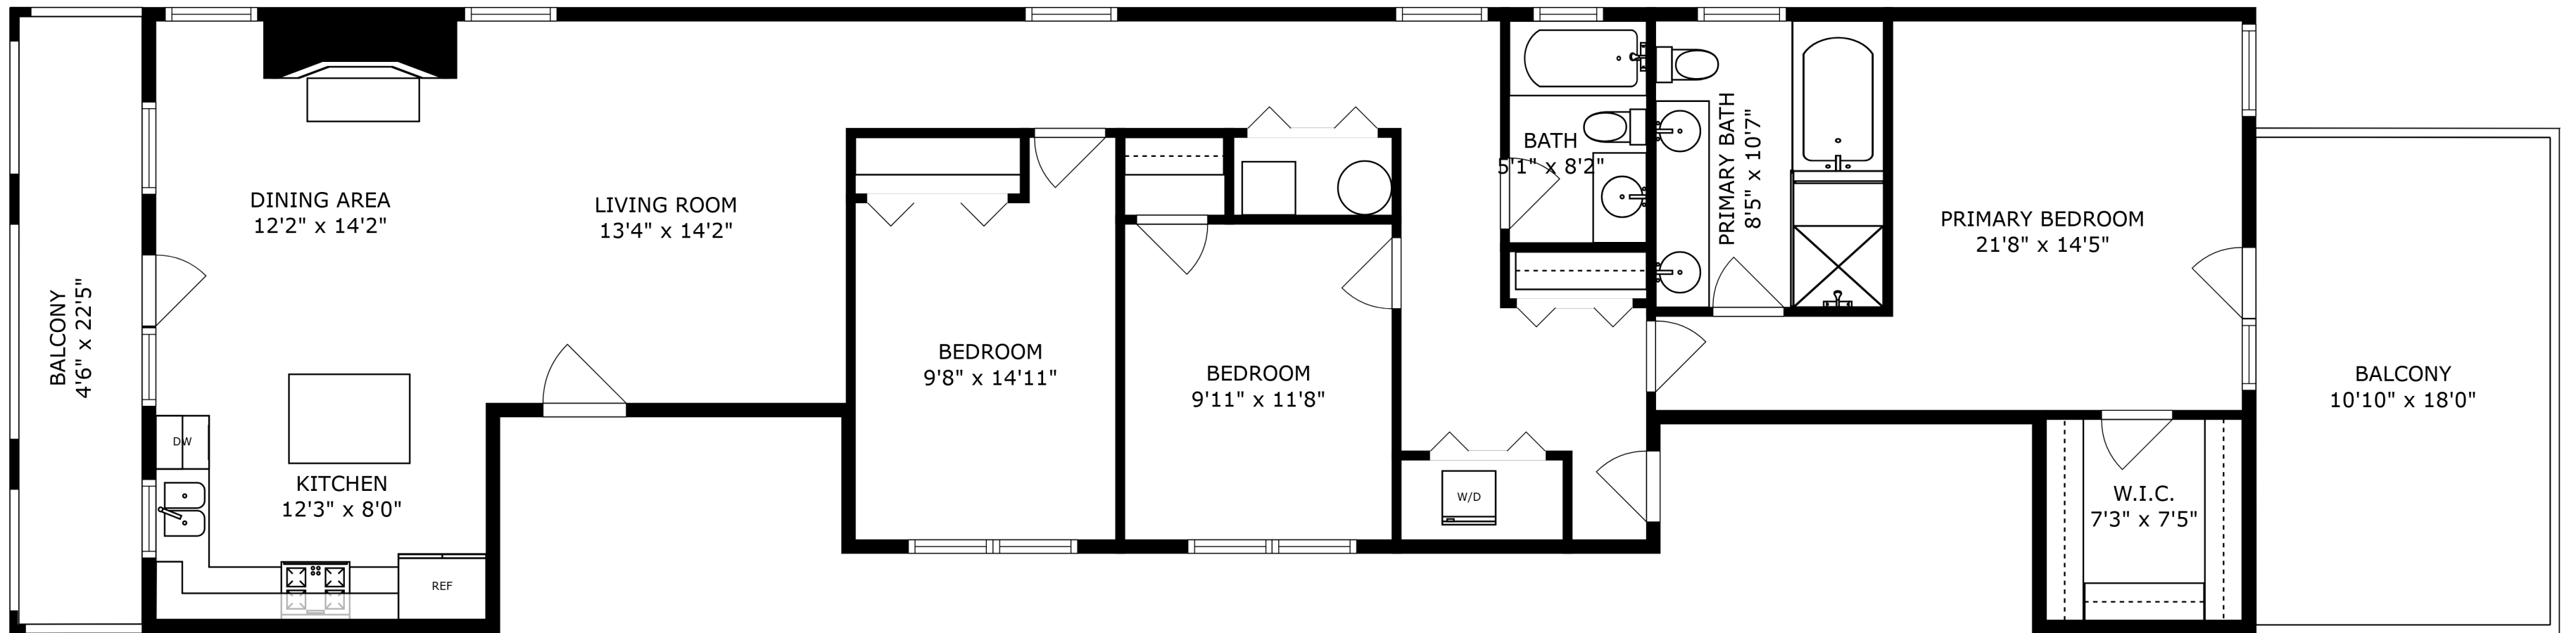 BALCONY
4'6" x 22'5"
DINING AREA
12'2" x 14'2"
LIVING ROOM
13'4" x 14'2"
DW
KITCHEN
12'3" x 8'0"
REF
BEDROOM
9'8" x 14'11"
BEDROOM
9'11" x 11'8"
W/D
BATH
5'1" x 8'2"
PRIMARY BATH
8'5" x 10'7"
PRIMARY BEDROOM
21'8" x 14'5"
W.I.C.
7'3" x 7'5"
BALCONY
10'10" x 18'0"